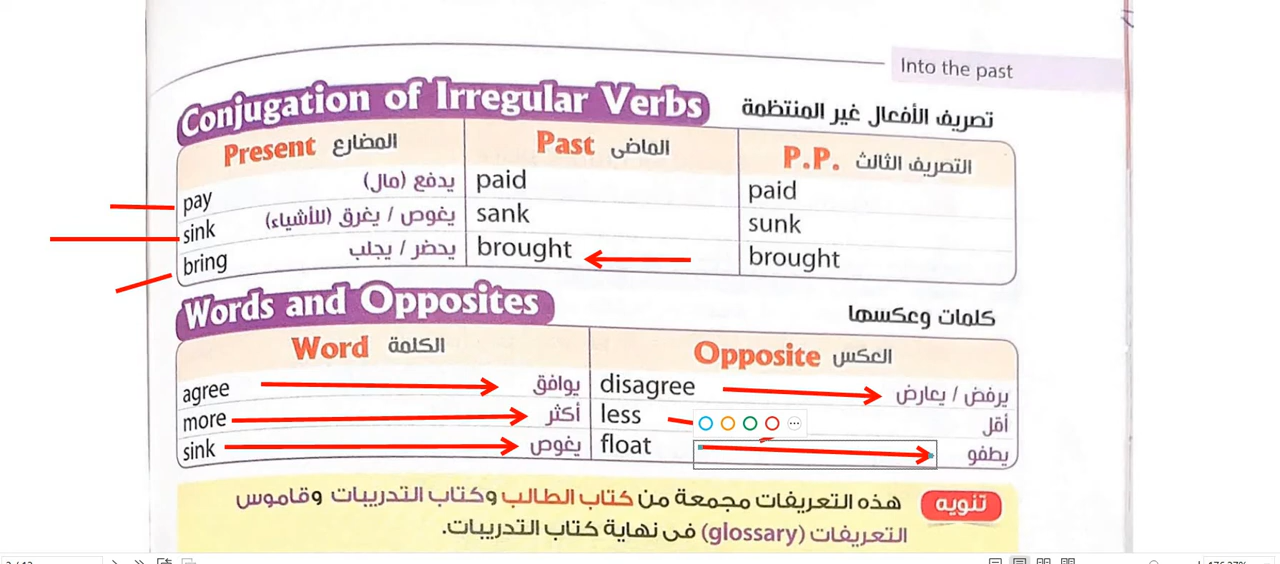 Into the past
Conjugation of Irregular Verbs تصريف الأفعال غير المنتظمة
Present المضارع Past الماضى P.P. التصريف الثالث
pay يدفع (مال) paid paid
sink يغوص / يغرق (للأشياء) sank sunk
bring يحضر / يجلب brought brought
Words and Opposites كلمات وعكسها
Word الكلمة Opposite العكس
agree يوافق disagree يرفض / يعارض
more أكثر less أقل
sink يغوص float يطفو
تنويه هذه التعريفات مجمعة من كتاب الطالب وكتاب التدريبات وقاموس
التعريفات (glossary) فى نهاية كتاب التدريبات.